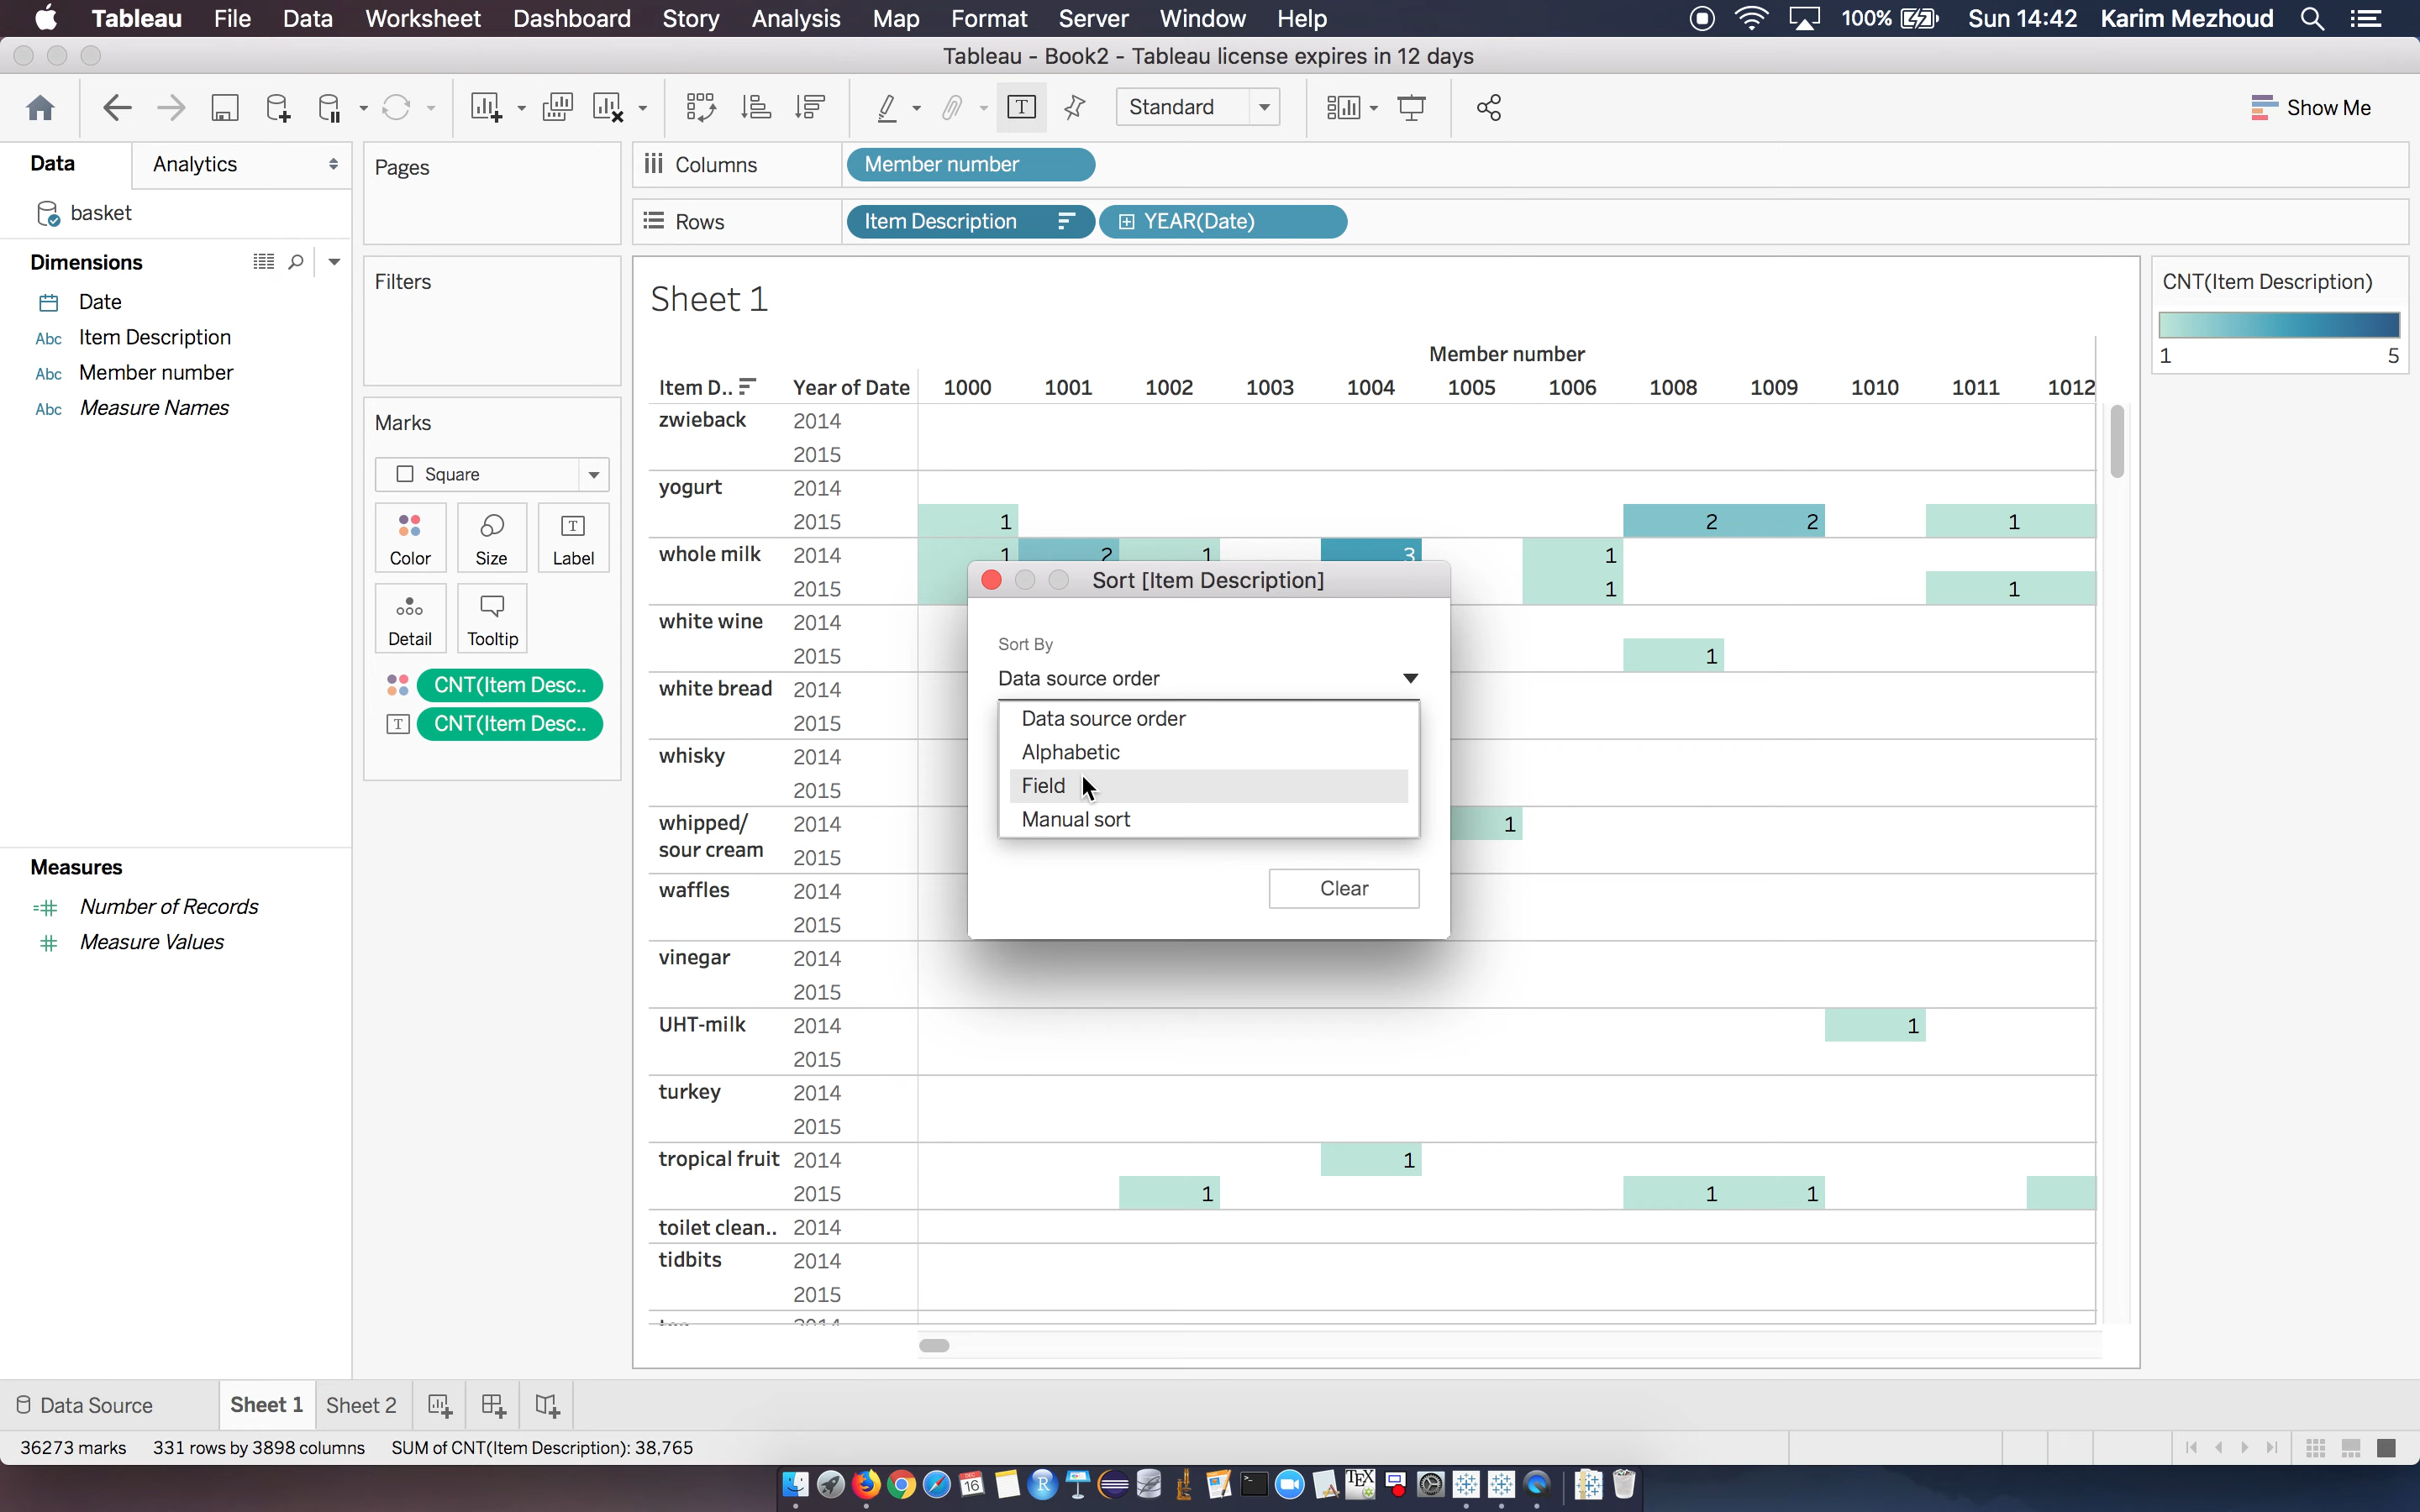 Tableau File Data Worksheet Dashboard Story Analysis Map Format Server Window Help 100% Sun 14:42 Karim Mezhoud
Tableau - Book2 - Tableau license expires in 12 days
Standard
Show Me
Data Analytics
basket
Dimensions
Date
Abc Item Description
Abc Member number
Abc Measure Names
Measures
Number of Records
Measure Values
Pages
Filters
Marks
Square
Color Size Label
Detail Tooltip
CNT(Item Desc..
CNT(Item Desc..
Columns Member number
Rows Item Description YEAR(Date)
Sheet 1
Member number
Item D.. Year of Date 1000 1001 1002 1003 1004 1005 1006 1008 1009 1010 1011 1012
zwieback 2014
2015
yogurt 2014
2015 1 2 2 1
whole milk 2014 1 2 1 3 1
2015 1 1
white wine 2014
2015 1
white bread 2014
2015
whisky 2014
2015
whipped/ 2014 1
sour cream 2015
waffles 2014
2015
vinegar 2014
2015
UHT-milk 2014 1
2015
turkey 2014
2015
tropical fruit 2014 1
2015 1 1 1
toilet clean.. 2014
tidbits 2014
2015
Sort [Item Description]
Sort By
Data source order
Data source order
Alphabetic
Field
Manual sort
Clear
CNT(Item Description)
1 5
Data Source Sheet 1 Sheet 2
36273 marks 331 rows by 3898 columns SUM of CNT(Item Description): 38,765